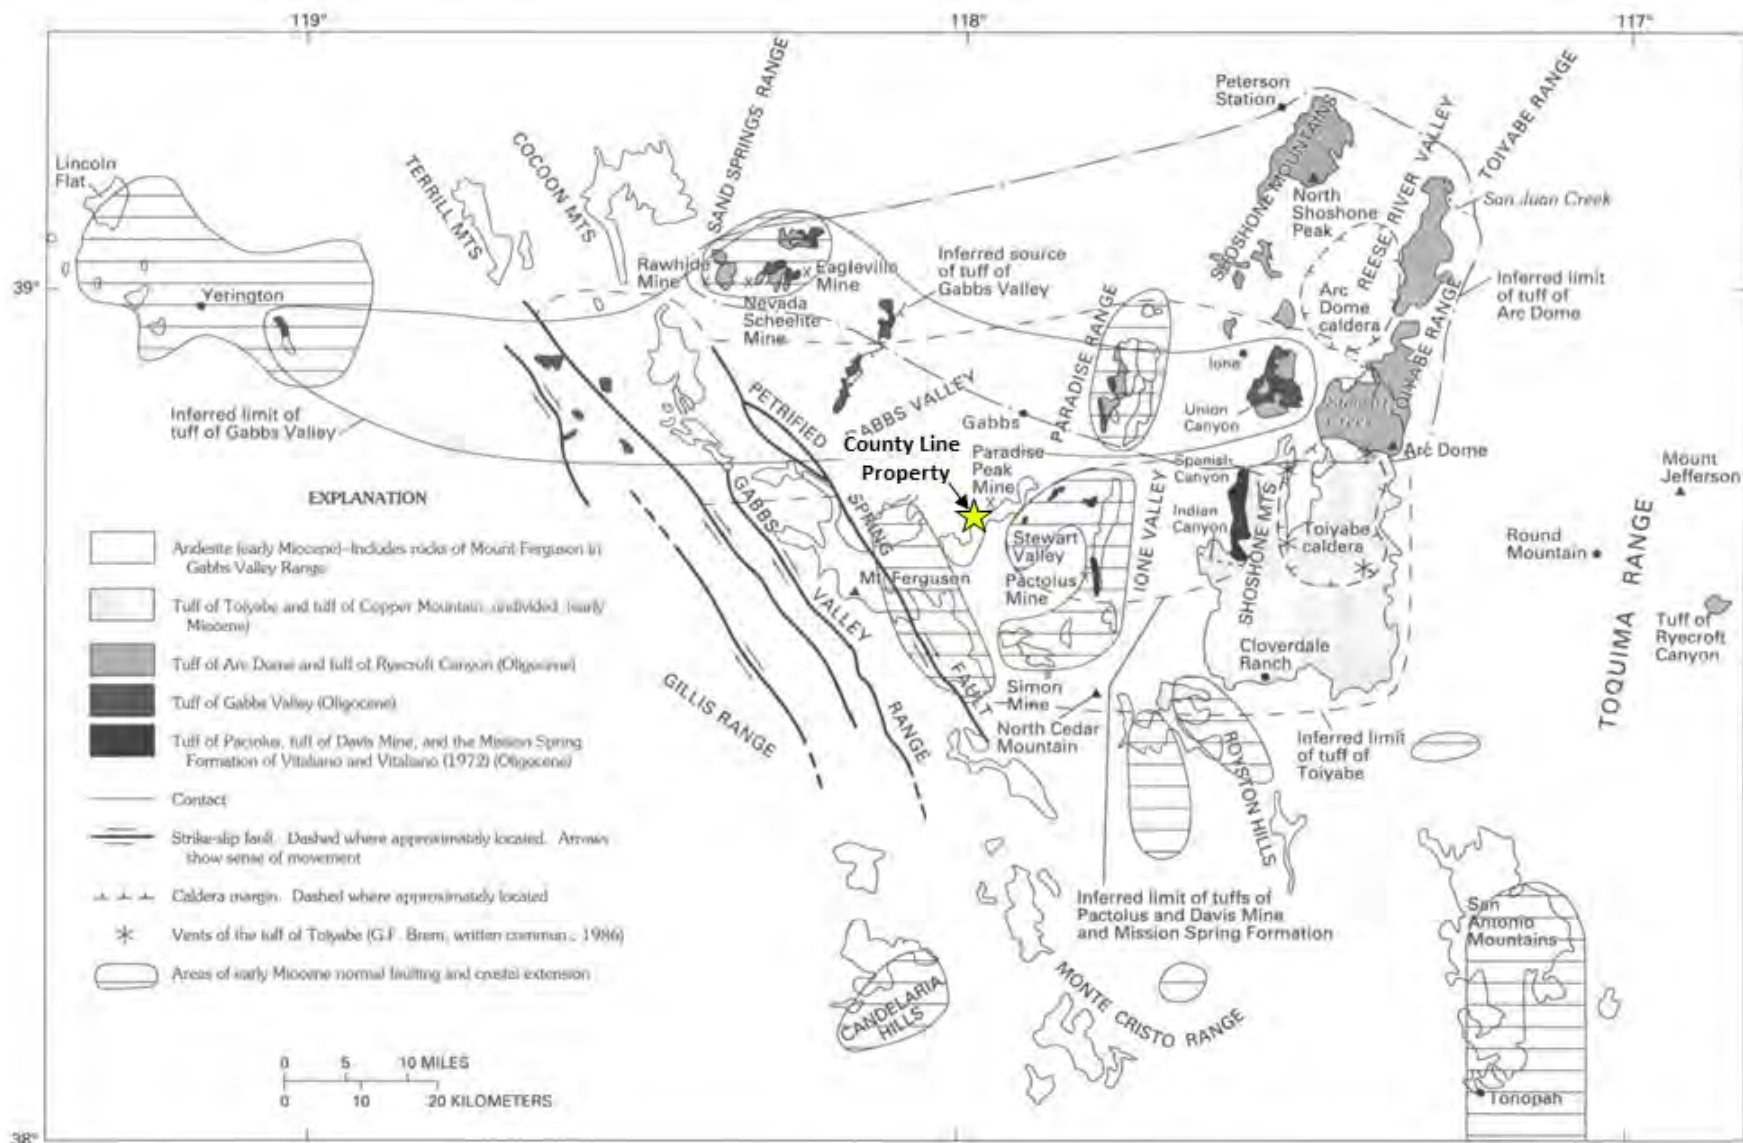 119°
118°
117°
Lincoln
Flat
TERRILL MTS
COCOON MTS
SAND SPRINGS RANGE
Peterson
Station
SHOSHONE MOUNTAINS
REESE RIVER VALLEY
TOIYABE RANGE
North
Shoshone
Peak
San Juan Creek
39°
39°
Yerington
Rawhide
Mine
Eagleville
Mine
Nevada
Scheelite
Mine
Inferred source
of tuff of
Gabbs Valley
PARADISE RANGE
Arc
Dome
caldera
TOIYABE RANGE
Inferred limit
of tuff of
Arc Dome
Ione
Union
Canyon
Arc Dome
Inferred limit of
tuff of Gabbs Valley
PETRIFIED
SPRING
FAULT
GABBS VALLEY
Gabbs
County Line
Property
Paradise
Peak
Mine
Spanish
Canyon
Indian
Canyon
SHOSHONE MTS
Toiyabe
caldera
Mount
Jefferson
Round
Mountain
TOQUIMA RANGE
Tuff of
Ryecroft
Canyon
GABBS
VALLEY
RANGE
Mt Ferguson
Stewart
Valley
Pactolus
Mine
IONE VALLEY
Cloverdale
Ranch
GILLIS RANGE
Simon
Mine
North Cedar
Mountain
ROYSTON HILLS
Inferred limit
of tuff of
Toiyabe
Inferred limit of tuffs of
Pactolus and Davis Mine
and Mission Spring Formation
San
Antonio
Mountains
CANDELARIA
HILLS
MONTE CRISTO RANGE
Tonopah
38°
EXPLANATION
Andesite (early Miocene)–Includes rocks of Mount Ferguson in
Gabbs Valley Range
Tuff of Toiyabe and tuff of Copper Mountain, undivided (early
Miocene)
Tuff of Arc Dome and tuff of Ryecroft Canyon (Oligocene)
Tuff of Gabbs Valley (Oligocene)
Tuff of Pactolus, tuff of Davis Mine, and the Mission Spring
Formation of Vitaliano and Vitaliano (1972) (Oligocene)
Contact
Strike-slip fault. Dashed where approximately located. Arrows
show sense of movement
Caldera margin. Dashed where approximately located
Vents of the tuff of Toiyabe (G.F. Brem, written commun., 1986)
Areas of early Miocene normal faulting and crustal extension
0 5 10 MILES
0 10 20 KILOMETERS